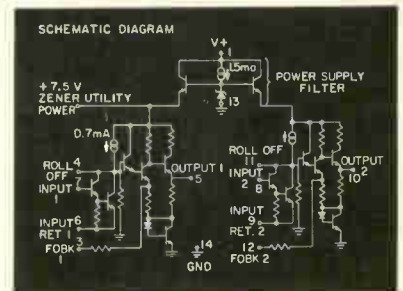 SCHEMATIC DIAGRAM
V+
1
1.5ma
POWER SUPPLY
FILTER
+7.5 V
ZENER UTILITY
POWER
13
0.7mA
ROLL 4
OFF
INPUT 7
1
OUTPUT 1
5
INPUT 6
RET 1
3
FDBK
1
14
GND
ROLL OFF
11
INPUT
2
8
OUTPUT
2
10
INPUT
9
RET. 2
12
FDBK 2